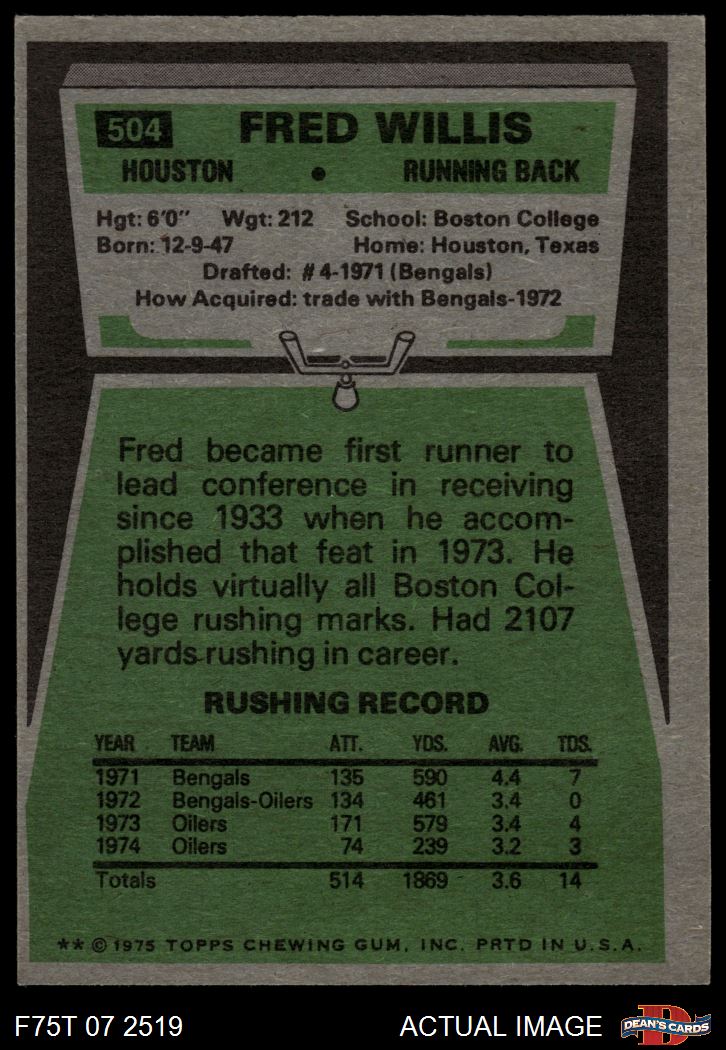 504 FRED WILLIS
HOUSTON • RUNNING BACK
Hgt: 6'0" Wgt: 212 School: Boston College
Born: 12-9-47 Home: Houston, Texas
Drafted: #4-1971 (Bengals)
How Acquired: trade with Bengals-1972
Fred became first runner to
lead conference in receiving
since 1933 when he accom-
plished that feat in 1973. He
holds virtually all Boston Col-
lege rushing marks. Had 2107
yards rushing in career.
RUSHING RECORD
YEAR TEAM ATT. YDS. AVG. TDS.
1971 Bengals 135 590 4.4 7
1972 Bengals-Oilers 134 461 3.4 0
1973 Oilers 171 579 3.4 4
1974 Oilers 74 239 3.2 3
Totals 514 1869 3.6 14
** © 1975 TOPPS CHEWING GUM, INC. PRTD IN U.S.A.
F75T 07 2519 ACTUAL IMAGE
DEAN'S CARDS